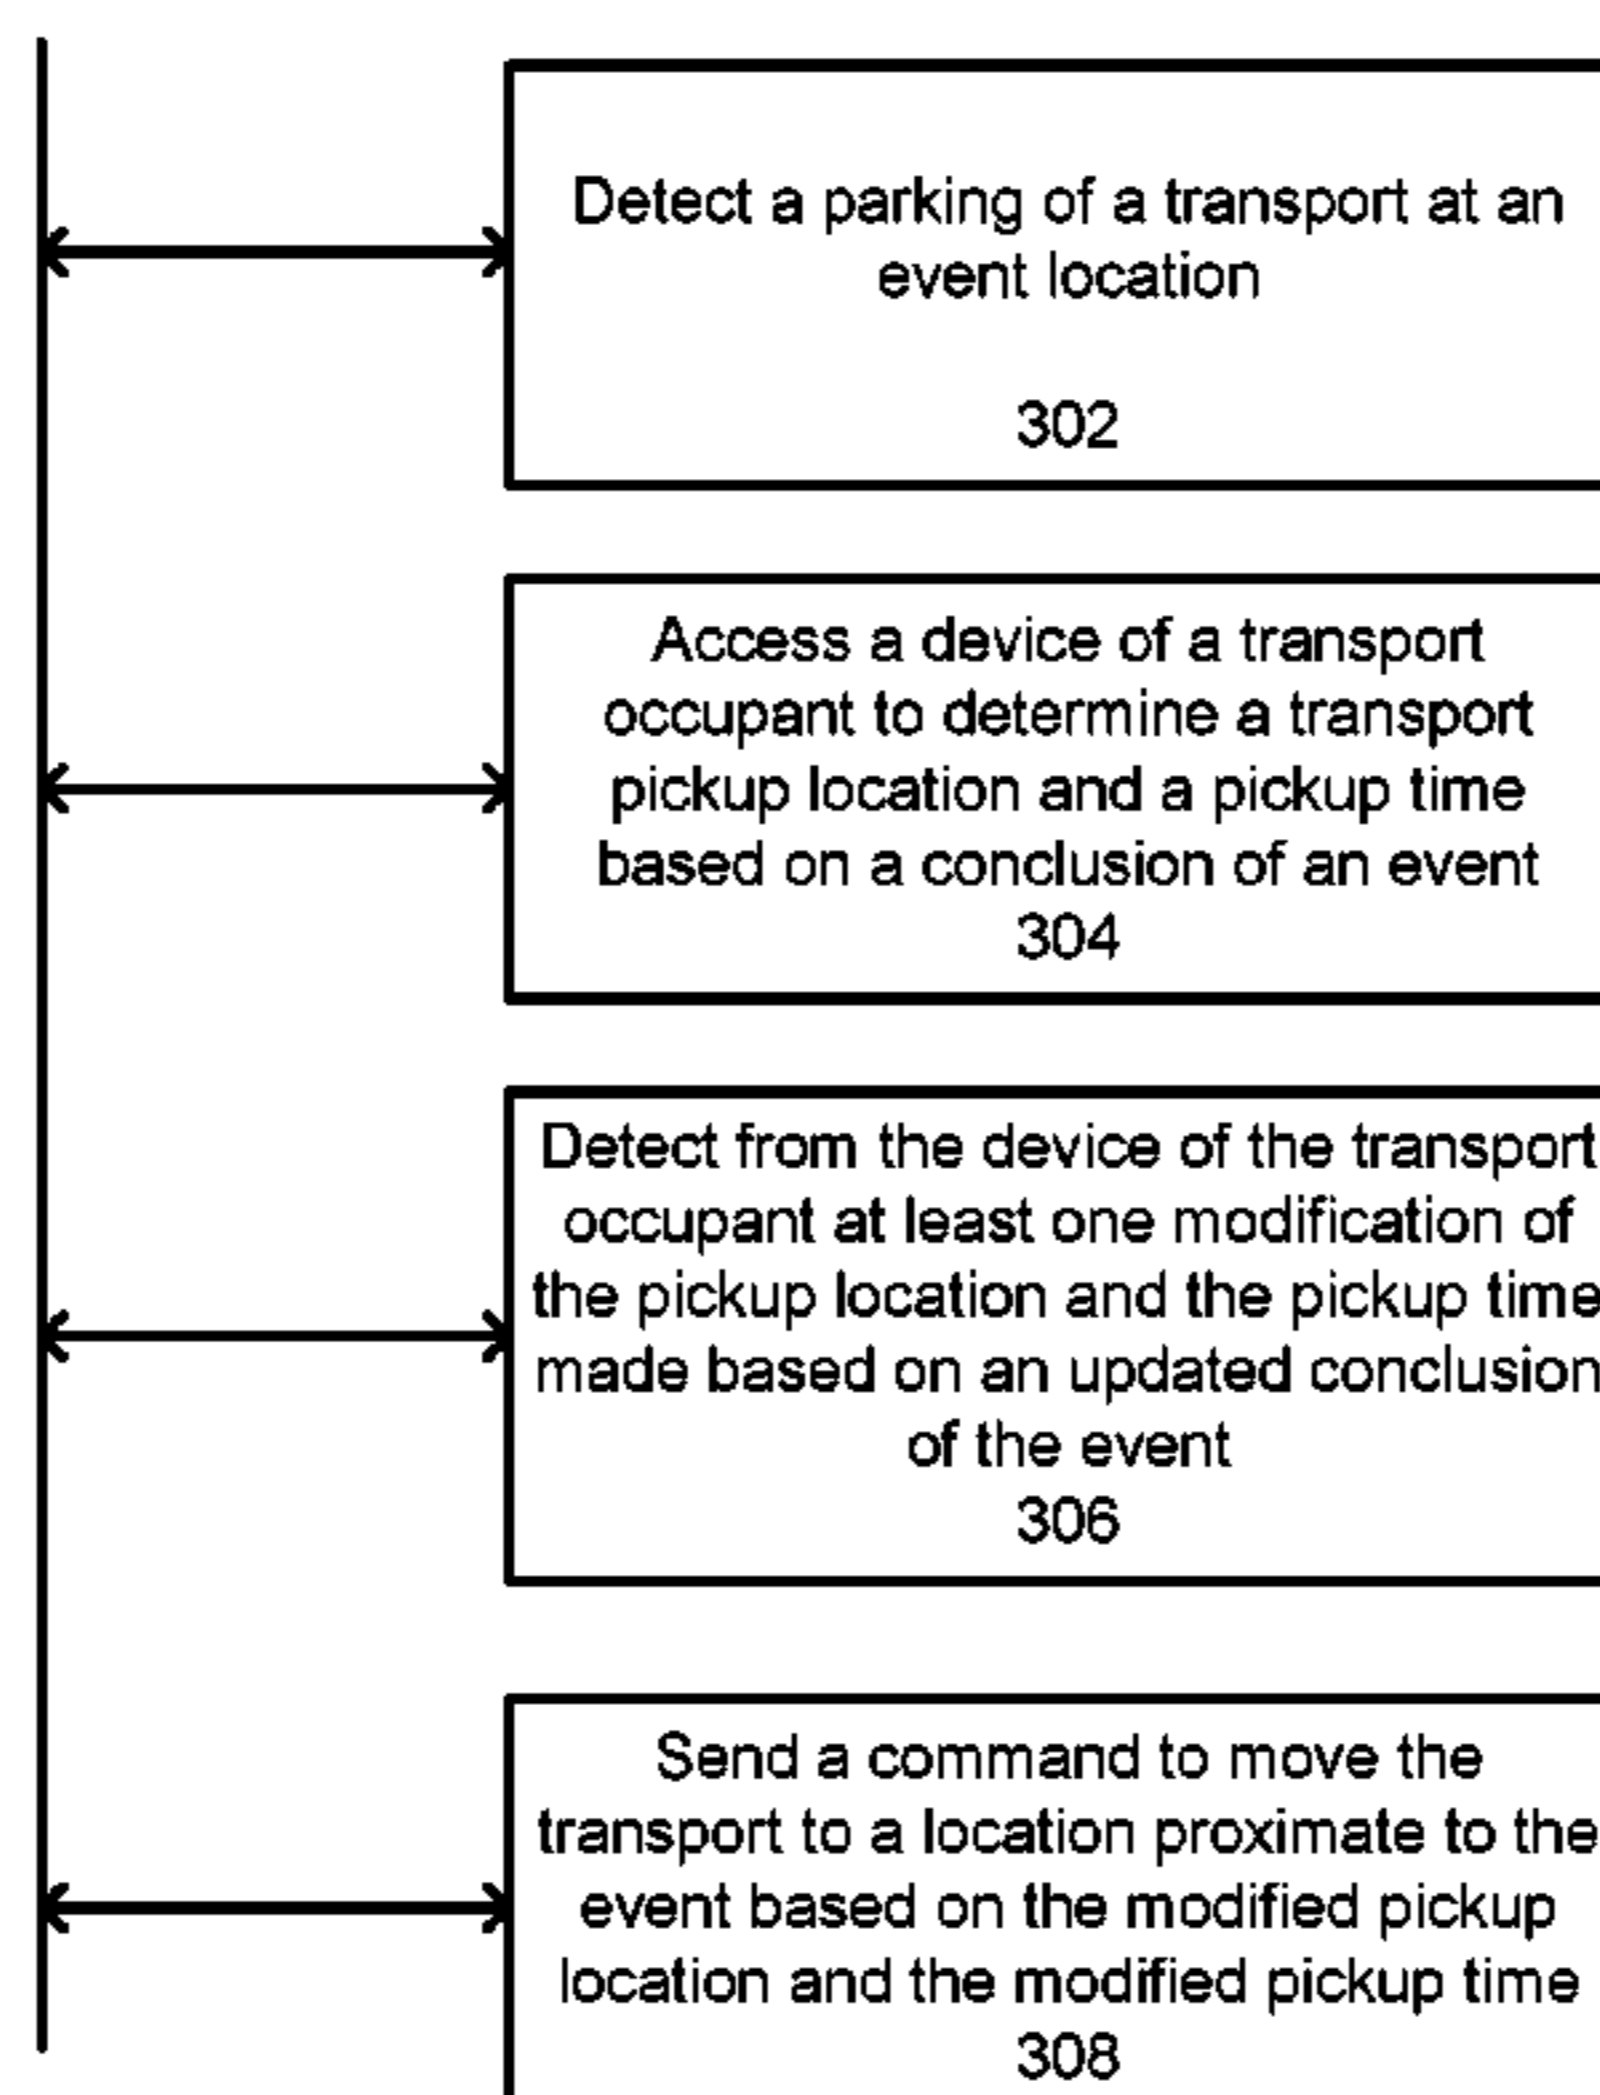 Detect a parking of a transport at an
event location
302
Access a device of a transport
occupant to determine a transport
pickup location and a pickup time
based on a conclusion of an event
304
Detect from the device of the transport
occupant at least one modification of
the pickup location and the pickup time
made based on an updated conclusion
of the event
306
Send a command to move the
transport to a location proximate to the
event based on the modified pickup
location and the modified pickup time
308